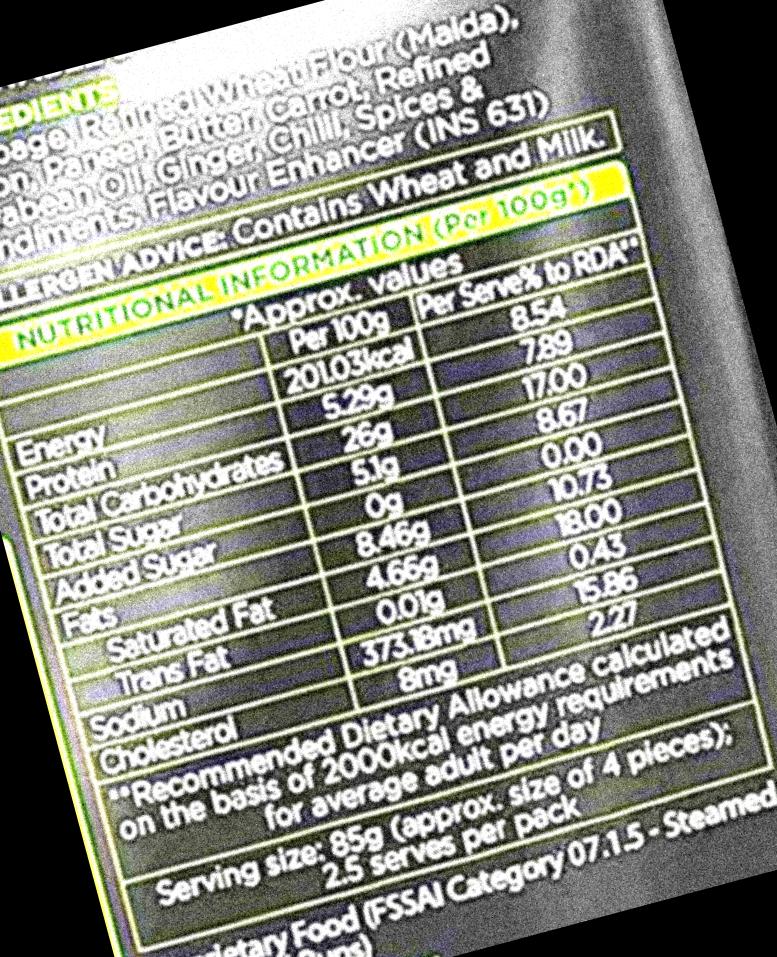 EDIENTS
bage, Refined Wheat Flour (Maida),
on, Paneer, Butter, Carrot, Refined
abean Oil, Ginger, Chilli, Spices &
ndiments, Flavour Enhancer (INS 631)
LLERGEN ADVICE: Contains Wheat and Milk.
NUTRITIONAL INFORMATION (Per 100g*)
*Approx. values
Per 100g Per Serve% to RDA**
Energy 201.03kcal 8.54
Protein 5.29g 7.89
Total Carbohydrates 26g 17.00
Total Sugar 5.1g 8.67
Added Sugar 0g 0.00
Fats 8.46g 10.73
Saturated Fat 4.66g 18.00
Trans Fat 0.01g 0.43
Sodium 373.18mg 15.86
Cholesterol 8mg 2.27
**Recommended Dietary Allowance calculated
on the basis of 2000kcal energy requirements
for average adult per day
Serving size: 85g (approx. size of 4 pieces);
2.5 serves per pack
rietary Food (FSSAI Category 07.1.5 - Steamed
Buns)